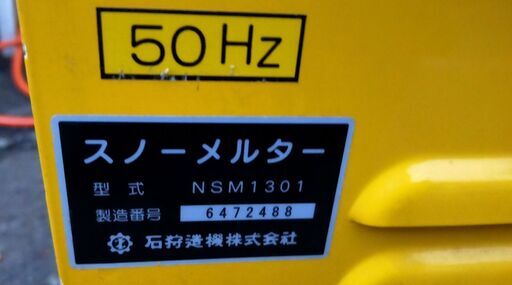 50Hz
スノーメルター
型式 NSM1301
製造番号 6472488
石狩造機株式会社